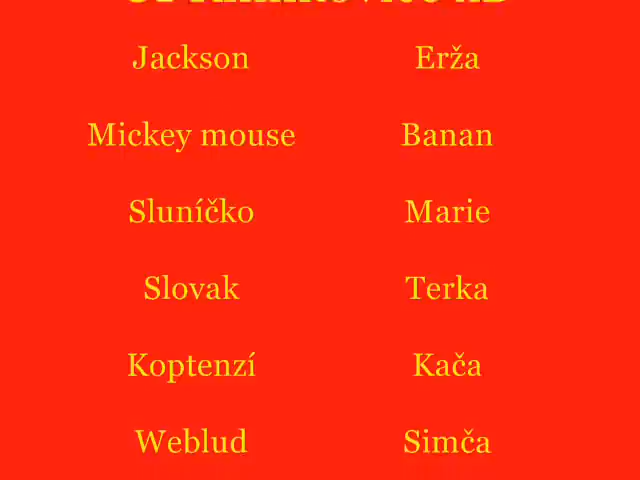 Jackson Erža
Mickey mouse Banan
Sluníčko Marie
Slovak Terka
Koptenzí Kača
Weblud Simča